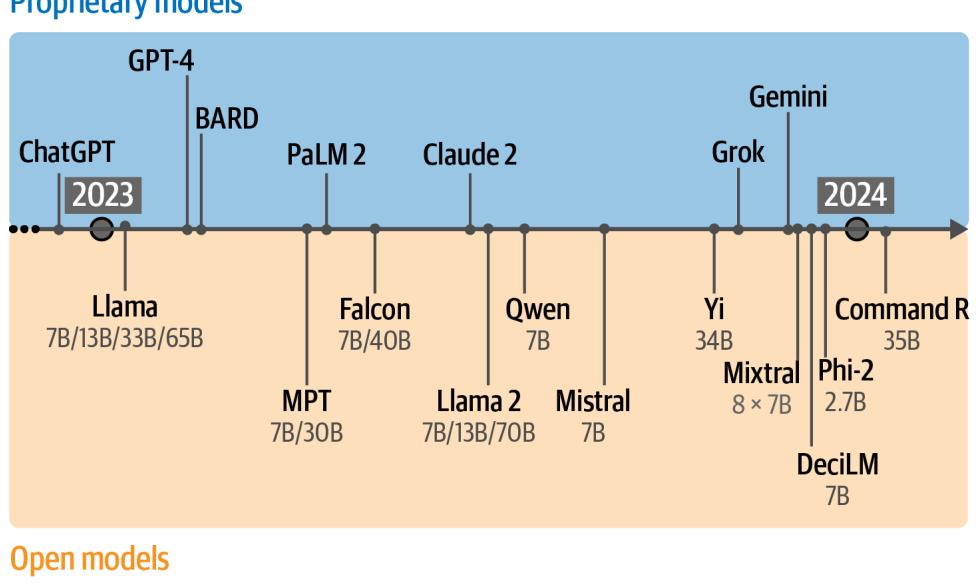 Proprietary models
GPT-4
Gemini
BARD
ChatGPT
PaLM 2
Claude 2
Grok
2023
2024
Llama
7B/13B/33B/65B
Falcon
7B/40B
Qwen
7B
Yi
34B
Command R
35B
Mixtral
8 × 7B
Phi-2
2.7B
MPT
7B/30B
Llama 2
7B/13B/70B
Mistral
7B
DeciLM
7B
Open models